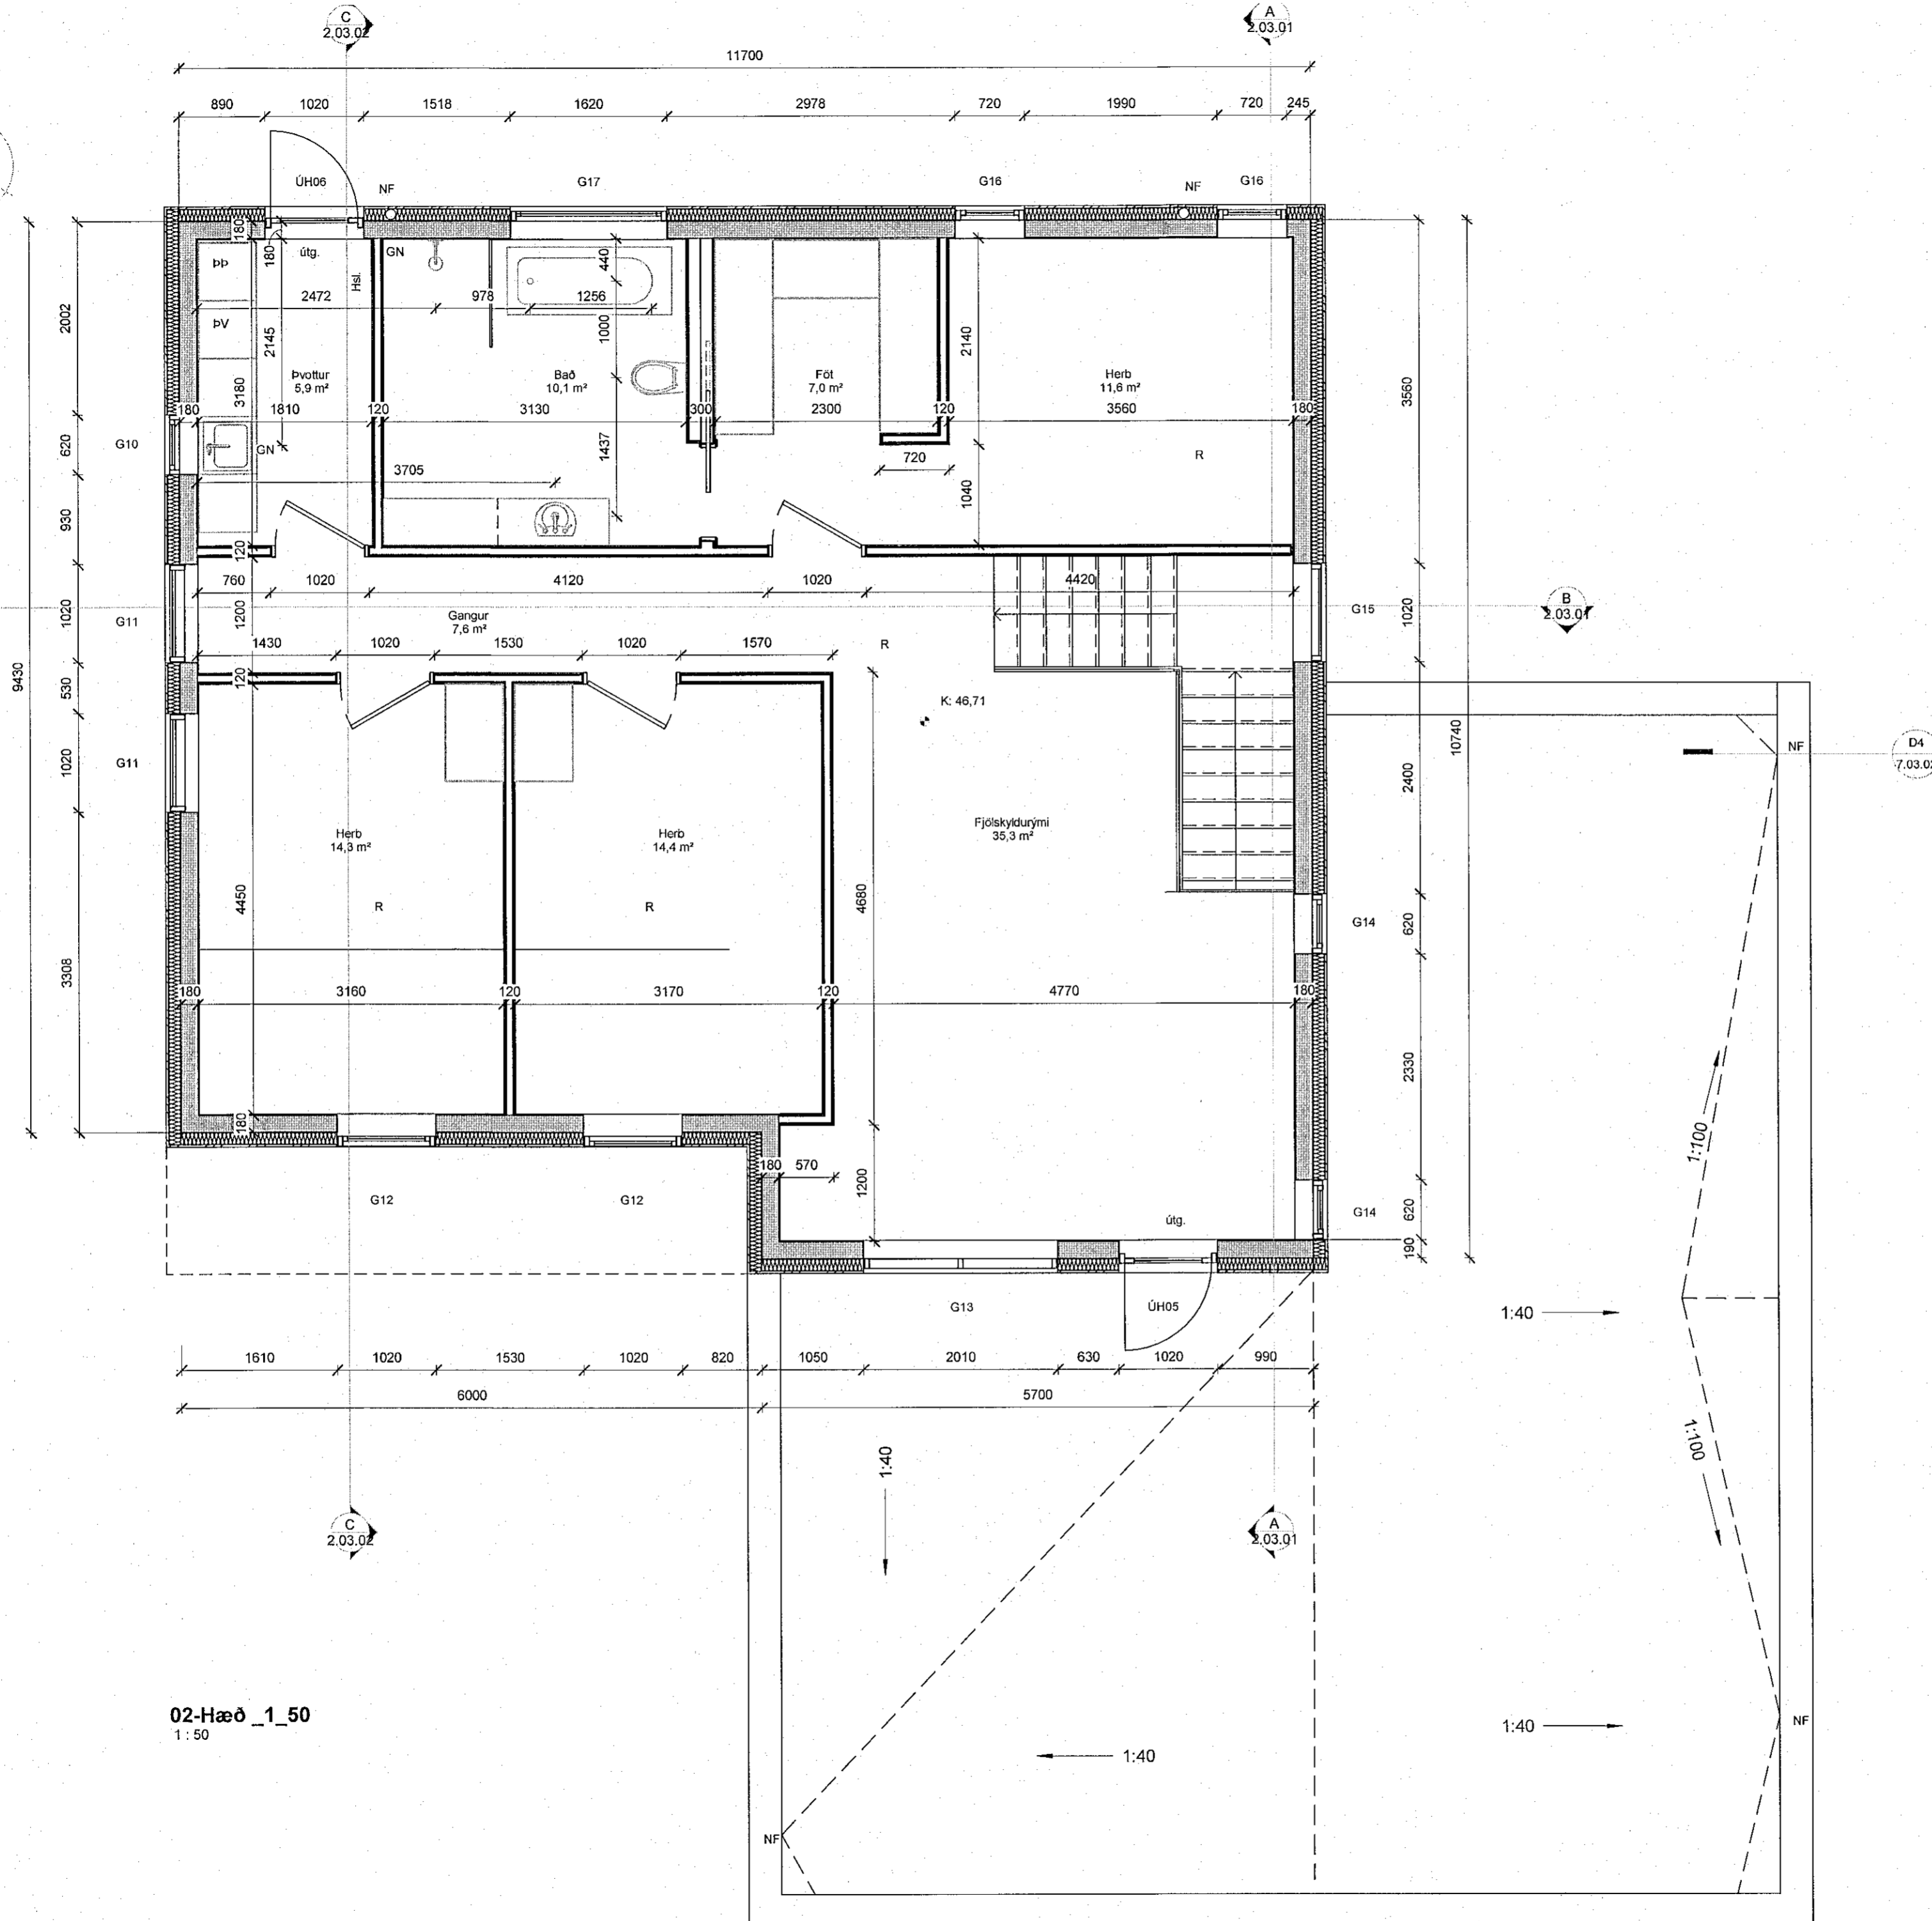 C
2.03.02
A
2.03.01
11700
890 1020 1518 1620 2978 720 1990 720 245
ÚH06 NF G17 G16 NF G16
180
ÞÞ 180 útg. Hsl. GN 440
2472 978 1256
ÞV 2145 1000 2140
2002 3560
3180
Þvottur
5,9 m²
Bað
10,1 m²
Föt
7,0 m²
Herb
11,6 m²
180 1810 120 3130 300 2300 120 3560 180
G10 620 GN 1437 720 R
3705
930 1040
120
760 1020 4120 1020 4420
G11 1020 1200
Gangur
7,6 m²
G15 1020
B
2.03.01
1430 1020 1530 1020 1570 R
9430 530 120
K: 46,71
10740
G11 1020 2400
NF
D4
7.03.02
Herb
14,3 m²
Herb
14,4 m²
Fjölskyldurými
35,3 m²
4450 R R 4680
G14 620
3308
180 3160 120 3170 120 4770 180
2330
180
1:100
180 570
1200
G12 G12
útg. G14 620
190
G13 ÚH05
1:40
1610 1020 1530 1020 820 1050 2010 630 1020 990
6000 5700
1:40
1:100
C
2.03.02
A
2.03.01
02-Hæð _1_50
1 : 50
1:40
NF
1:40
NF